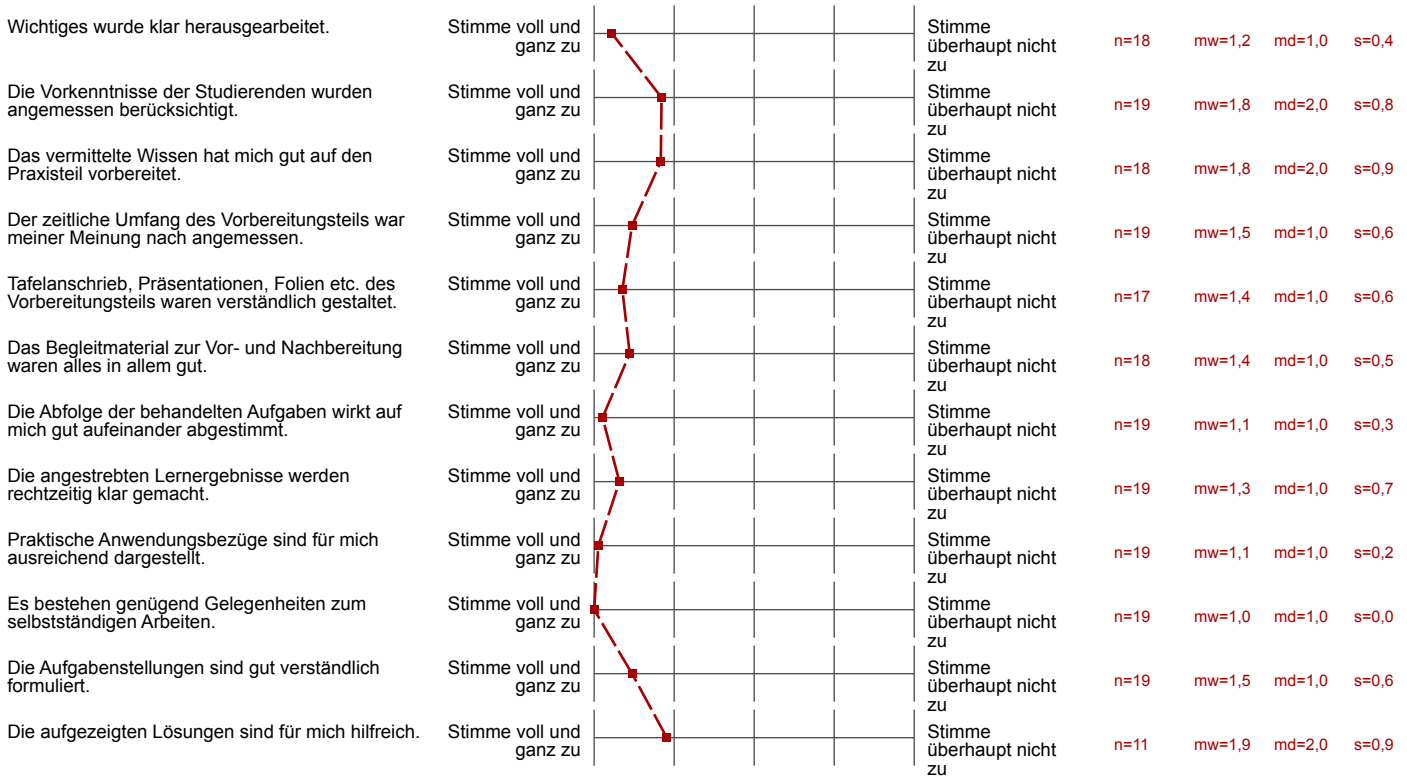 Wichtiges wurde klar herausgearbeitet.
Stimme voll und
ganz zu
Stimme
überhaupt nicht
zu
n=18 mw=1,2 md=1,0 s=0,4
Die Vorkenntnisse der Studierenden wurden
angemessen berücksichtigt.
Stimme voll und
ganz zu
Stimme
überhaupt nicht
zu
n=19 mw=1,8 md=2,0 s=0,8
Das vermittelte Wissen hat mich gut auf den
Praxisteil vorbereitet.
Stimme voll und
ganz zu
Stimme
überhaupt nicht
zu
n=18 mw=1,8 md=2,0 s=0,9
Der zeitliche Umfang des Vorbereitungsteils war
meiner Meinung nach angemessen.
Stimme voll und
ganz zu
Stimme
überhaupt nicht
zu
n=19 mw=1,5 md=1,0 s=0,6
Tafelanschrieb, Präsentationen, Folien etc. des
Vorbereitungsteils waren verständlich gestaltet.
Stimme voll und
ganz zu
Stimme
überhaupt nicht
zu
n=17 mw=1,4 md=1,0 s=0,6
Das Begleitmaterial zur Vor- und Nachbereitung
waren alles in allem gut.
Stimme voll und
ganz zu
Stimme
überhaupt nicht
zu
n=18 mw=1,4 md=1,0 s=0,5
Die Abfolge der behandelten Aufgaben wirkt auf
mich gut aufeinander abgestimmt.
Stimme voll und
ganz zu
Stimme
überhaupt nicht
zu
n=19 mw=1,1 md=1,0 s=0,3
Die angestrebten Lernergebnisse werden
rechtzeitig klar gemacht.
Stimme voll und
ganz zu
Stimme
überhaupt nicht
zu
n=19 mw=1,3 md=1,0 s=0,7
Praktische Anwendungsbezüge sind für mich
ausreichend dargestellt.
Stimme voll und
ganz zu
Stimme
überhaupt nicht
zu
n=19 mw=1,1 md=1,0 s=0,2
Es bestehen genügend Gelegenheiten zum
selbstständigen Arbeiten.
Stimme voll und
ganz zu
Stimme
überhaupt nicht
zu
n=19 mw=1,0 md=1,0 s=0,0
Die Aufgabenstellungen sind gut verständlich
formuliert.
Stimme voll und
ganz zu
Stimme
überhaupt nicht
zu
n=19 mw=1,5 md=1,0 s=0,6
Die aufgezeigten Lösungen sind für mich hilfreich.
Stimme voll und
ganz zu
Stimme
überhaupt nicht
zu
n=11 mw=1,9 md=2,0 s=0,9